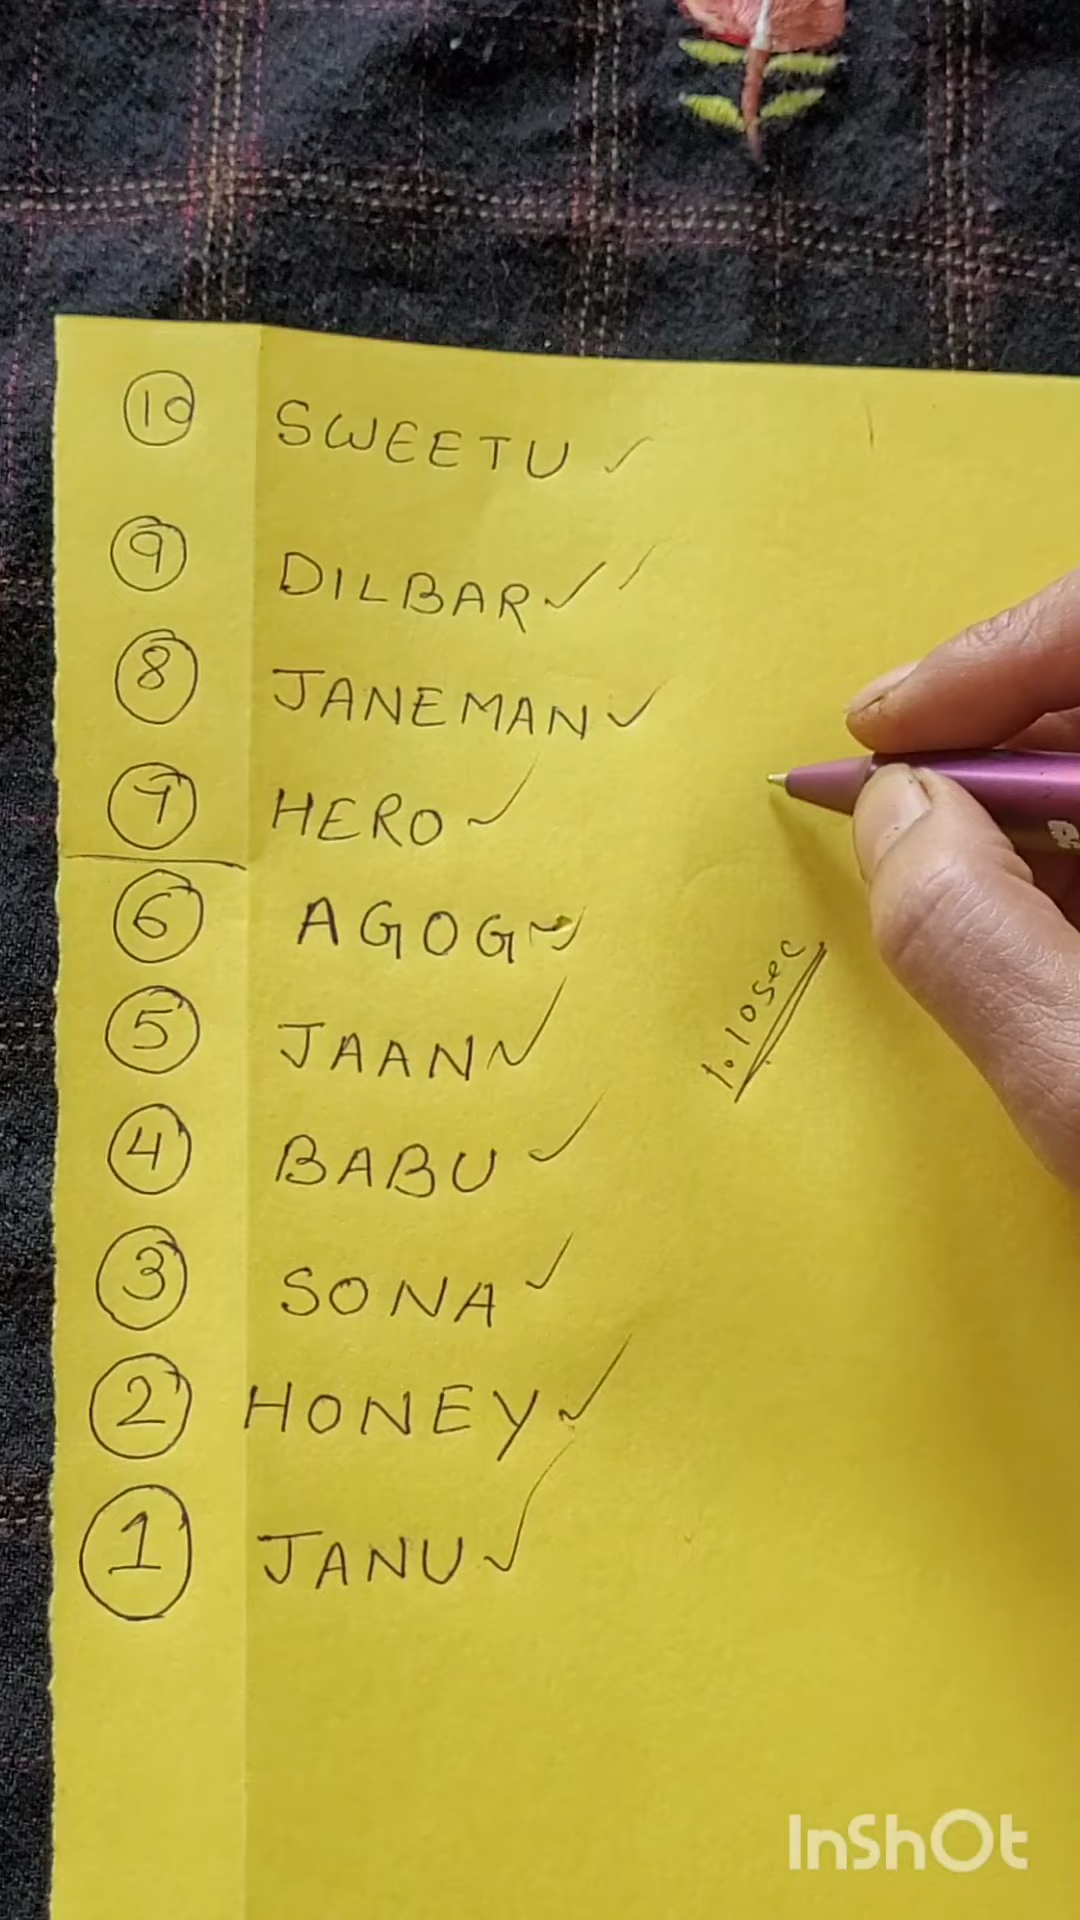 10 SWEETU
9 DILBAR
8 JANEMAN
7 HERO
6 AGOG
5 JAAN
4 BABU
3 SONA
2 HONEY
1 JANU
1.10sec
InShOt